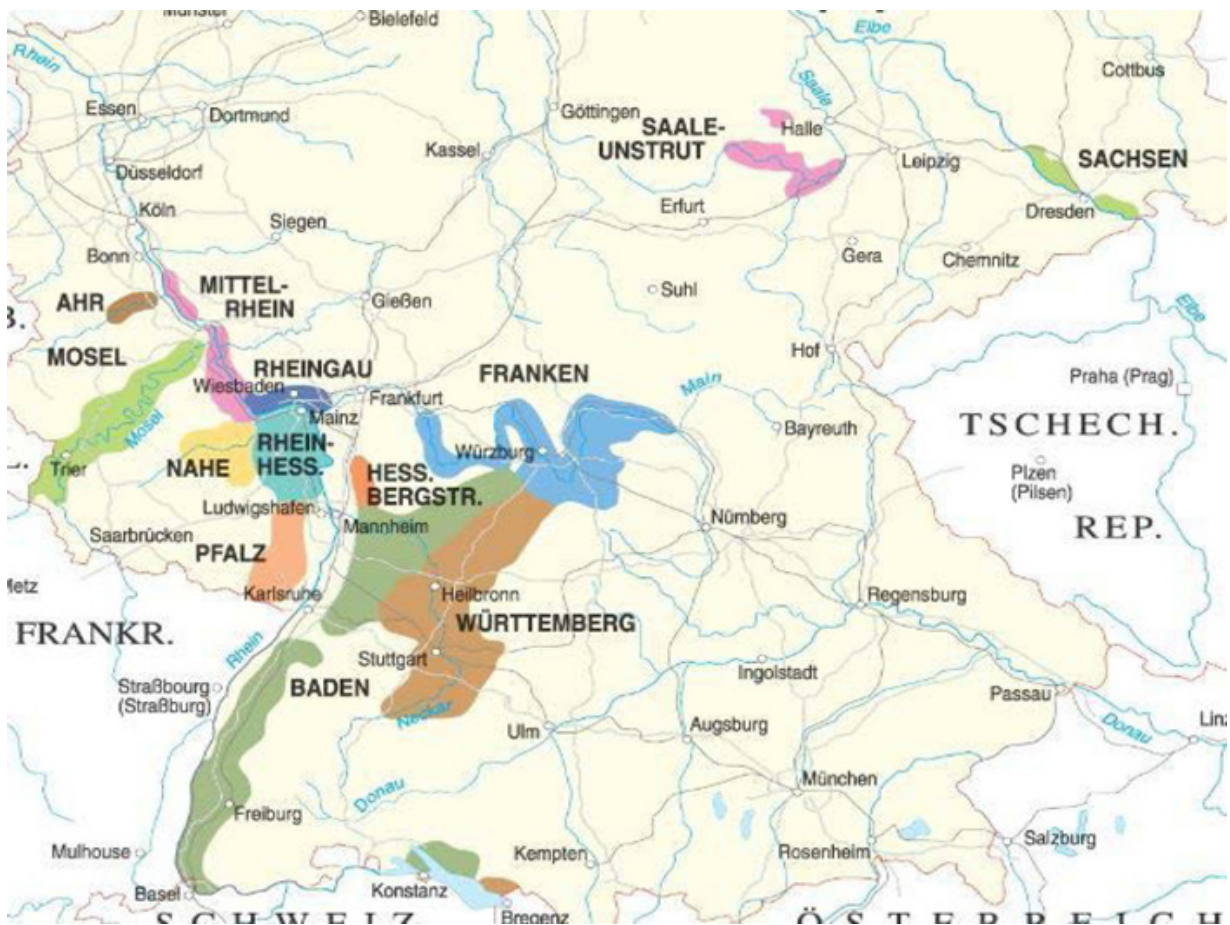 Bielefeld
Rhein
Elbe
Cottbus
Essen
Dortmund
Göttingen
Saale
Halle
SAALE-
UNSTRUT
Kassel
Leipzig
SACHSEN
Düsseldorf
Köln
Siegen
Erfurt
Dresden
Bonn
Gera
Chemnitz
MITTEL-
RHEIN
AHR
Gießen
Suhl
Elbe
B.
MOSEL
Hof
RHEINGAU
Wiesbaden
Frankfurt
FRANKEN
Main
Praha (Prag)
Mainz
Mosel
TSCHECH.
Bayreuth
RHEIN-
HESS.
Würzburg
Trier
NAHE
HESS.
BERGSTR.
Plzen
(Pilsen)
Ludwigshafen
Mannheim
Nürnberg
REP.
Saarbrücken
PFALZ
Metz
Karlsruhe
Heilbronn
Regensburg
FRANKR.
WÜRTTEMBERG
Rhein
Stuttgart
Ingolstadt
Straßbourg
(Straßburg)
BADEN
Passau
Neckar
Ulm
Augsburg
Donau
Linz
Donau
München
Freiburg
Mulhouse
Kempten
Rosenheim
Salzburg
Basel
Konstanz
Bregenz
SCHWEIZ
ÖSTERREICH